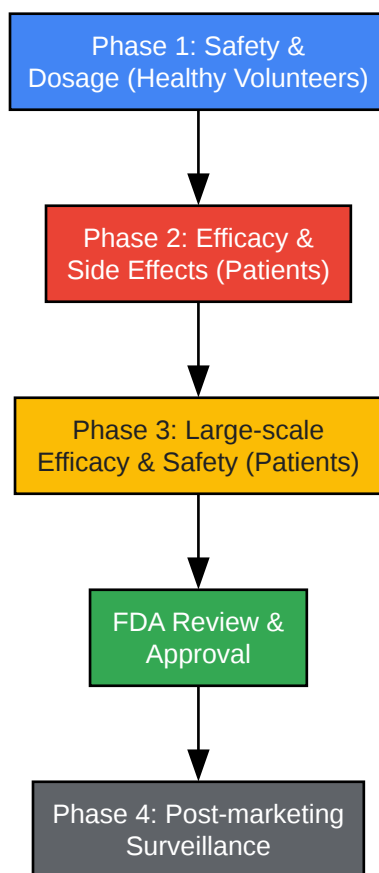 Phase 1: Safety &
Dosage (Healthy Volunteers)
Phase 2: Efficacy &
Side Effects (Patients)
Phase 3: Large-scale
Efficacy & Safety (Patients)
FDA Review &
Approval
Phase 4: Post-marketing
Surveillance